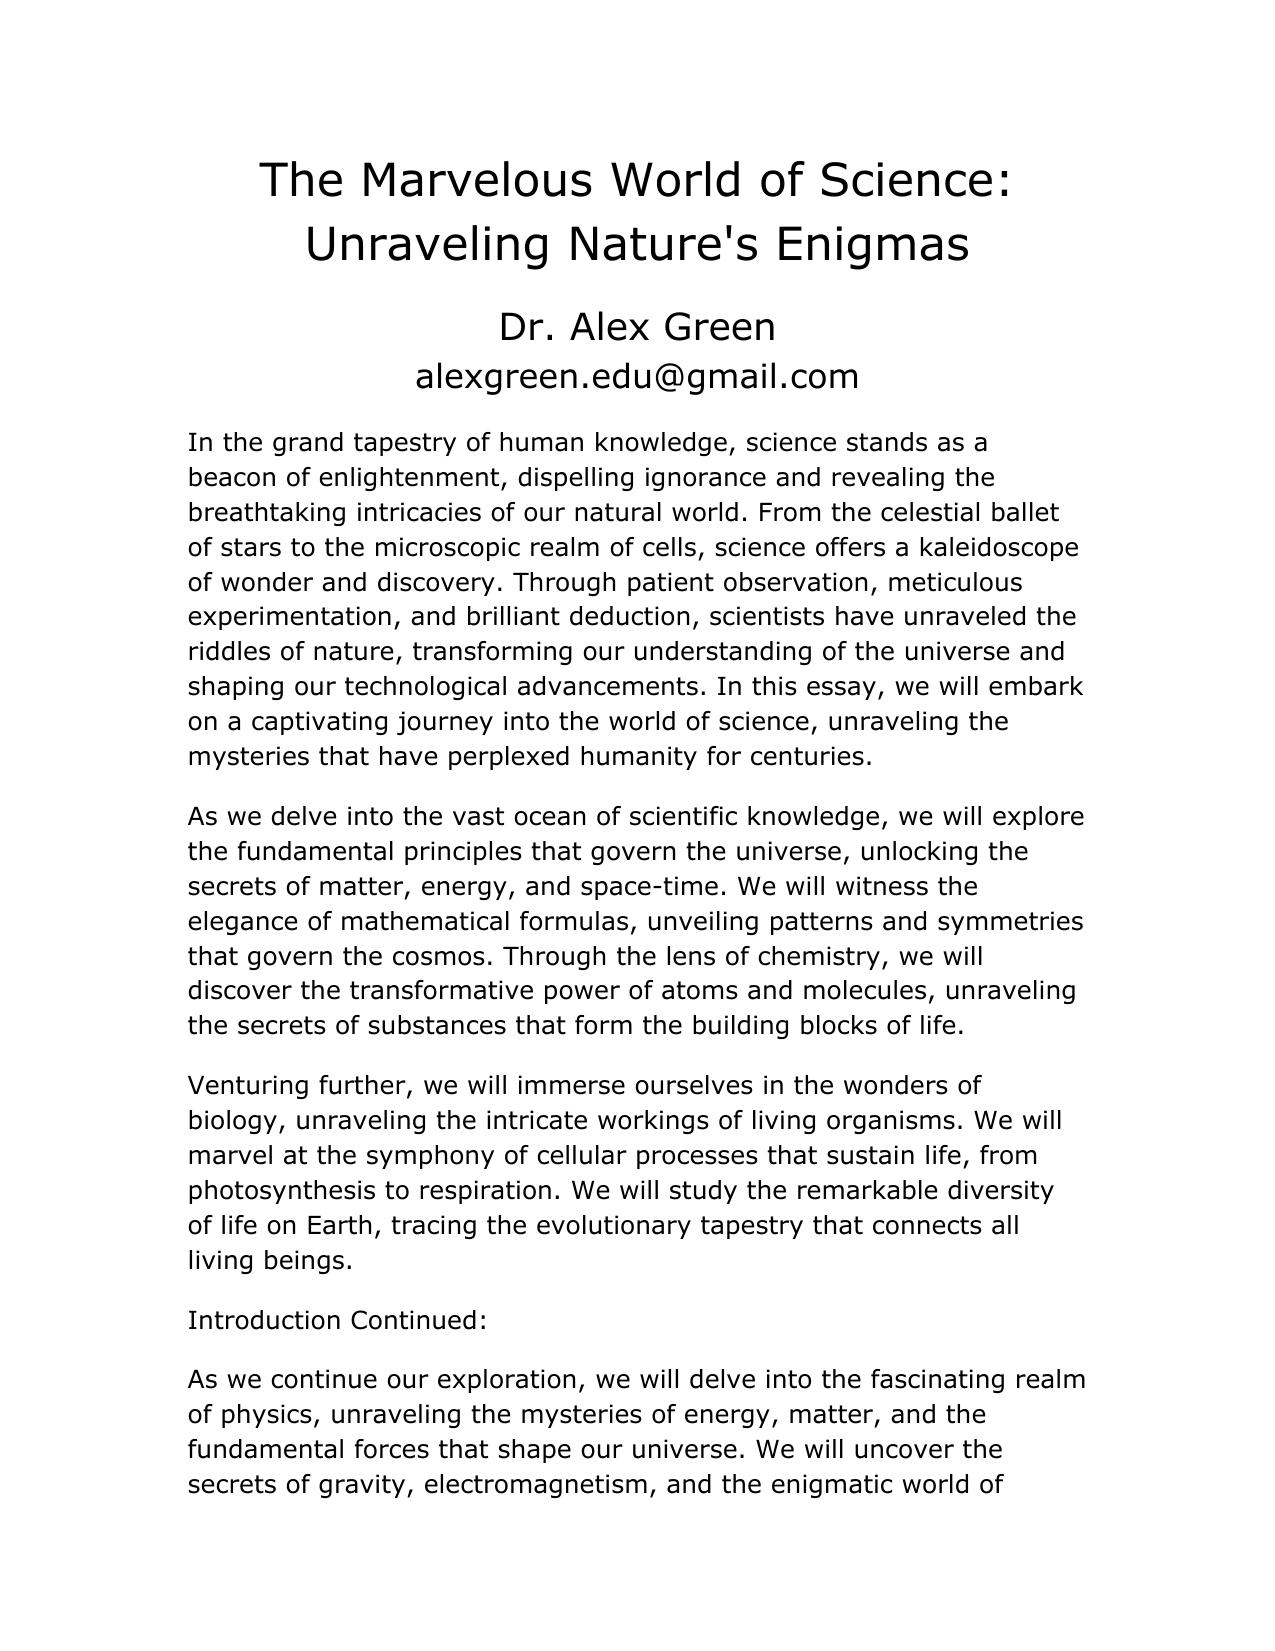 The Marvelous World of Science:
Unraveling Nature's Enigmas
Dr. Alex Green
alexgreen.edu@gmail.com
In the grand tapestry of human knowledge, science stands as a
beacon of enlightenment, dispelling ignorance and revealing the
breathtaking intricacies of our natural world. From the celestial ballet
of stars to the microscopic realm of cells, science offers a kaleidoscope
of wonder and discovery. Through patient observation, meticulous
experimentation, and brilliant deduction, scientists have unraveled the
riddles of nature, transforming our understanding of the universe and
shaping our technological advancements. In this essay, we will embark
on a captivating journey into the world of science, unraveling the
mysteries that have perplexed humanity for centuries.
As we delve into the vast ocean of scientific knowledge, we will explore
the fundamental principles that govern the universe, unlocking the
secrets of matter, energy, and space-time. We will witness the
elegance of mathematical formulas, unveiling patterns and symmetries
that govern the cosmos. Through the lens of chemistry, we will
discover the transformative power of atoms and molecules, unraveling
the secrets of substances that form the building blocks of life.
Venturing further, we will immerse ourselves in the wonders of
biology, unraveling the intricate workings of living organisms. We will
marvel at the symphony of cellular processes that sustain life, from
photosynthesis to respiration. We will study the remarkable diversity
of life on Earth, tracing the evolutionary tapestry that connects all
living beings.
Introduction Continued:
As we continue our exploration, we will delve into the fascinating realm
of physics, unraveling the mysteries of energy, matter, and the
fundamental forces that shape our universe. We will uncover the
secrets of gravity, electromagnetism, and the enigmatic world of